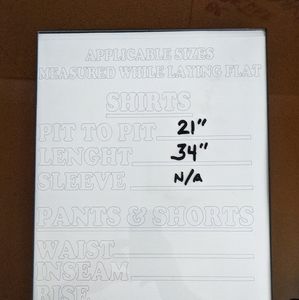 APPLICABLE SIZES
MEASURED WHILE LAYING FLAT
SHIRTS
PIT TO PIT 21"
LENGHT 34"
SLEEVE N/A
PANTS & SHORTS
WAIST
INSEAM
RISE